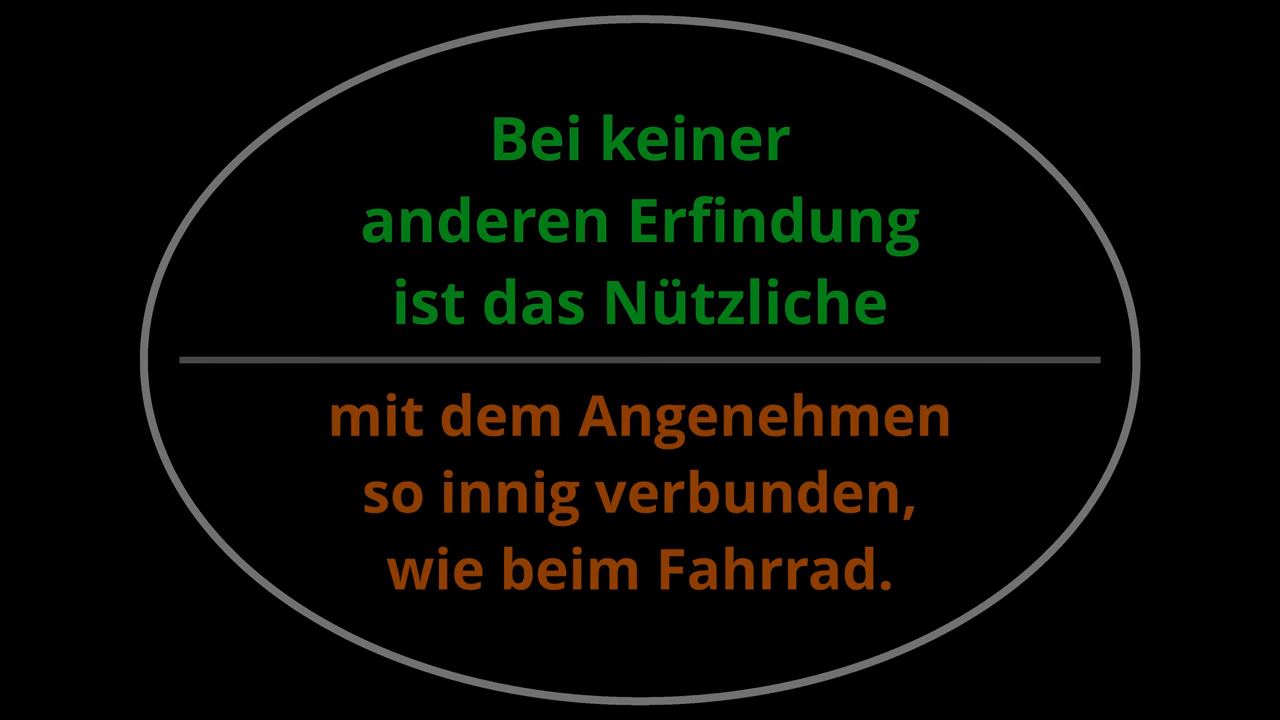 Bei keiner
anderen Erfindung
ist das Nützliche
mit dem Angenehmen
so innig verbunden,
wie beim Fahrrad.